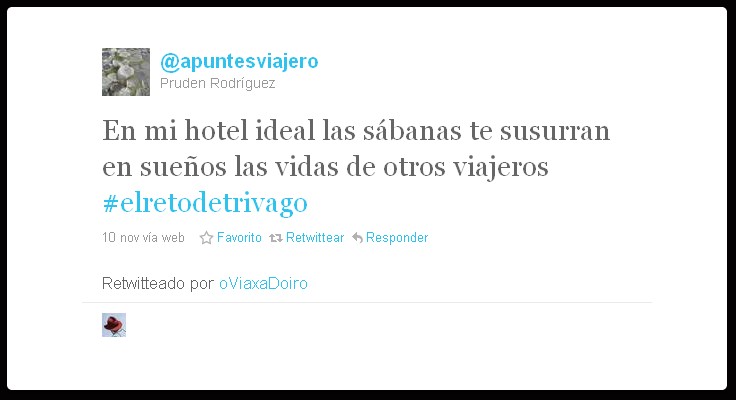 @apuntesviajero
Pruden Rodríguez
En mi hotel ideal las sábanas te susurran
en sueños las vidas de otros viajeros
#elretodetrivago
10 nov vía web Favorito Retwittear Responder
Retwitteado por oViaxaDoiro